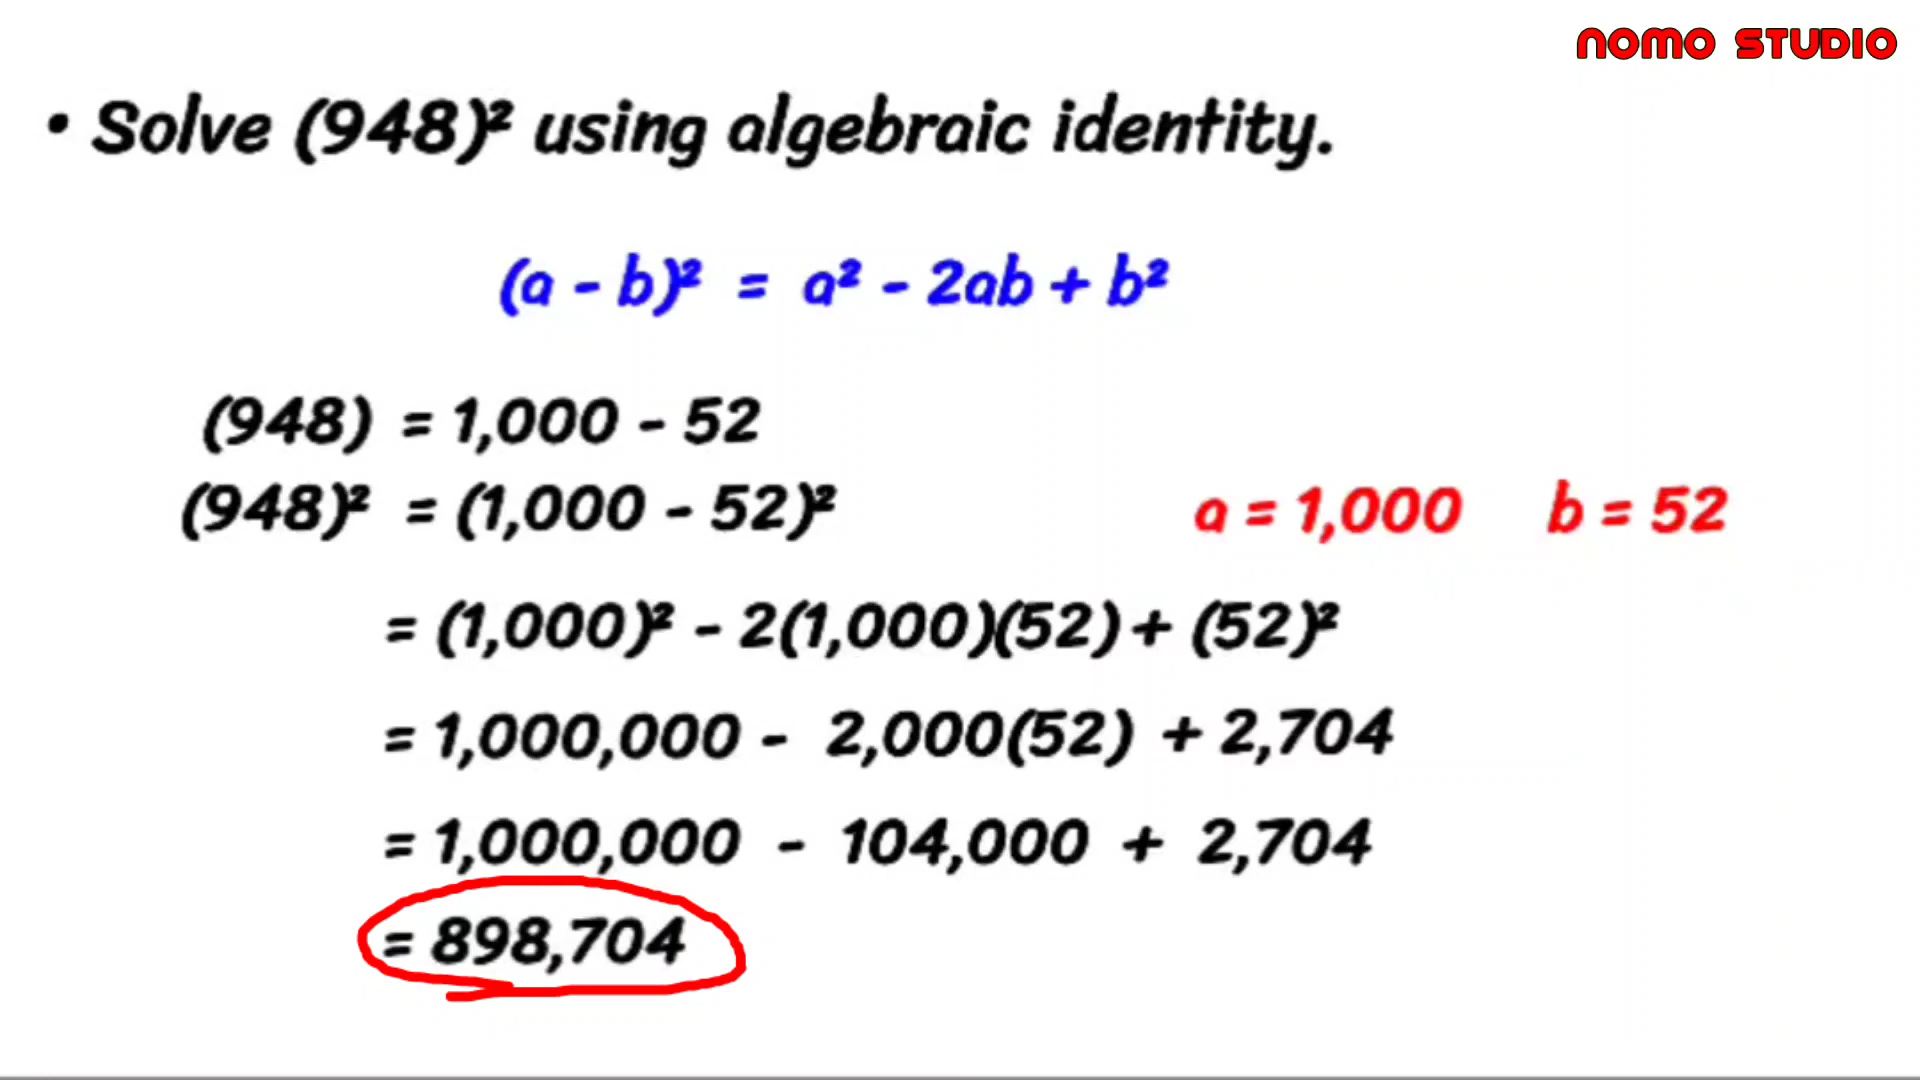 NOMO STUDIO
• Solve (948)² using algebraic identity.
(a - b)² = a² - 2ab + b²
(948) = 1,000 - 52
(948)² = (1,000 - 52)² a = 1,000 b = 52
= (1,000)² - 2(1,000)(52) + (52)²
= 1,000,000 - 2,000(52) + 2,704
= 1,000,000 - 104,000 + 2,704
= 898,704